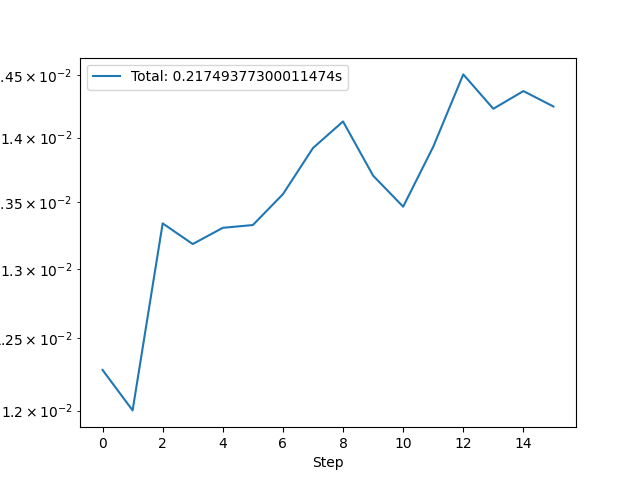 Total: 0.21749377300011474s
.45 × 10⁻²
1.4 × 10⁻²
.35 × 10⁻²
1.3 × 10⁻²
.25 × 10⁻²
1.2 × 10⁻²
0 2 4 6 8 10 12 14
Step